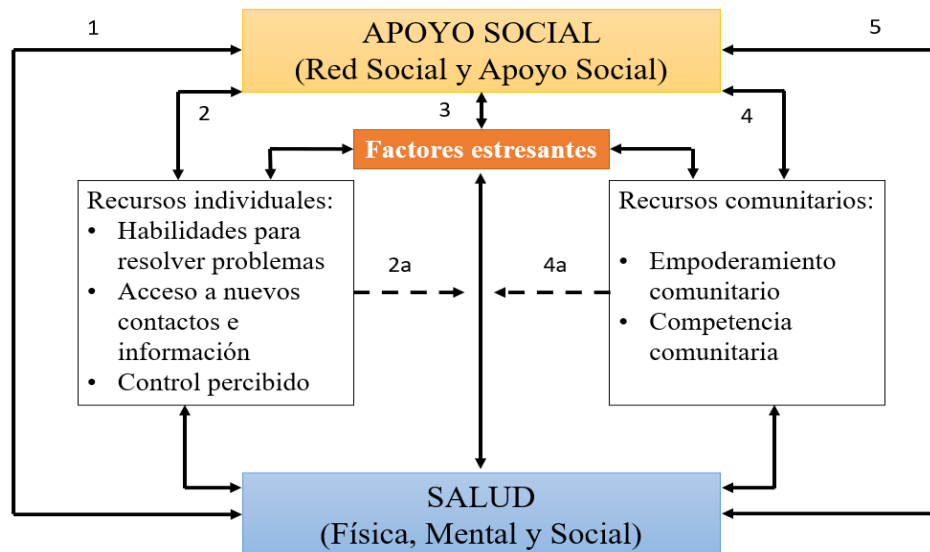 1
5
APOYO SOCIAL
(Red Social y Apoyo Social)
2
3
4
Factores estresantes
Recursos individuales:
• Habilidades para
resolver problemas
• Acceso a nuevos
contactos e
información
• Control percibido
2a
4a
Recursos comunitarios:
• Empoderamiento
comunitario
• Competencia
comunitaria
SALUD
(Física, Mental y Social)